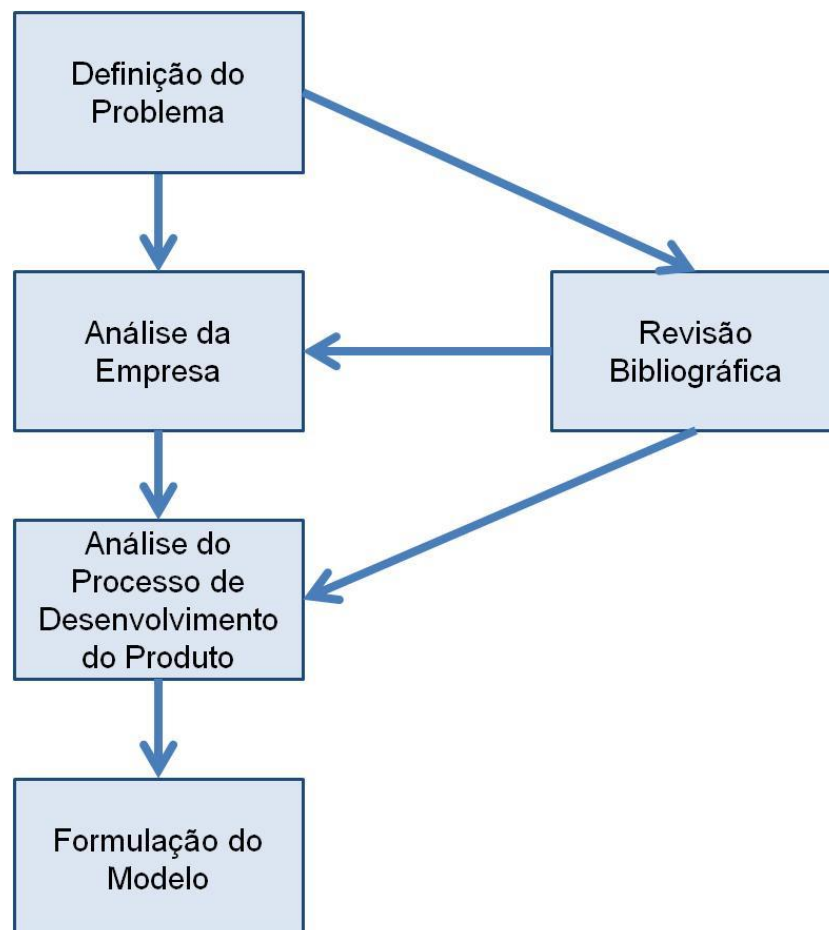 Definição do
Problema
Análise da
Empresa
Revisão
Bibliográfica
Análise do
Processo de
Desenvolvimento
do Produto
Formulação do
Modelo